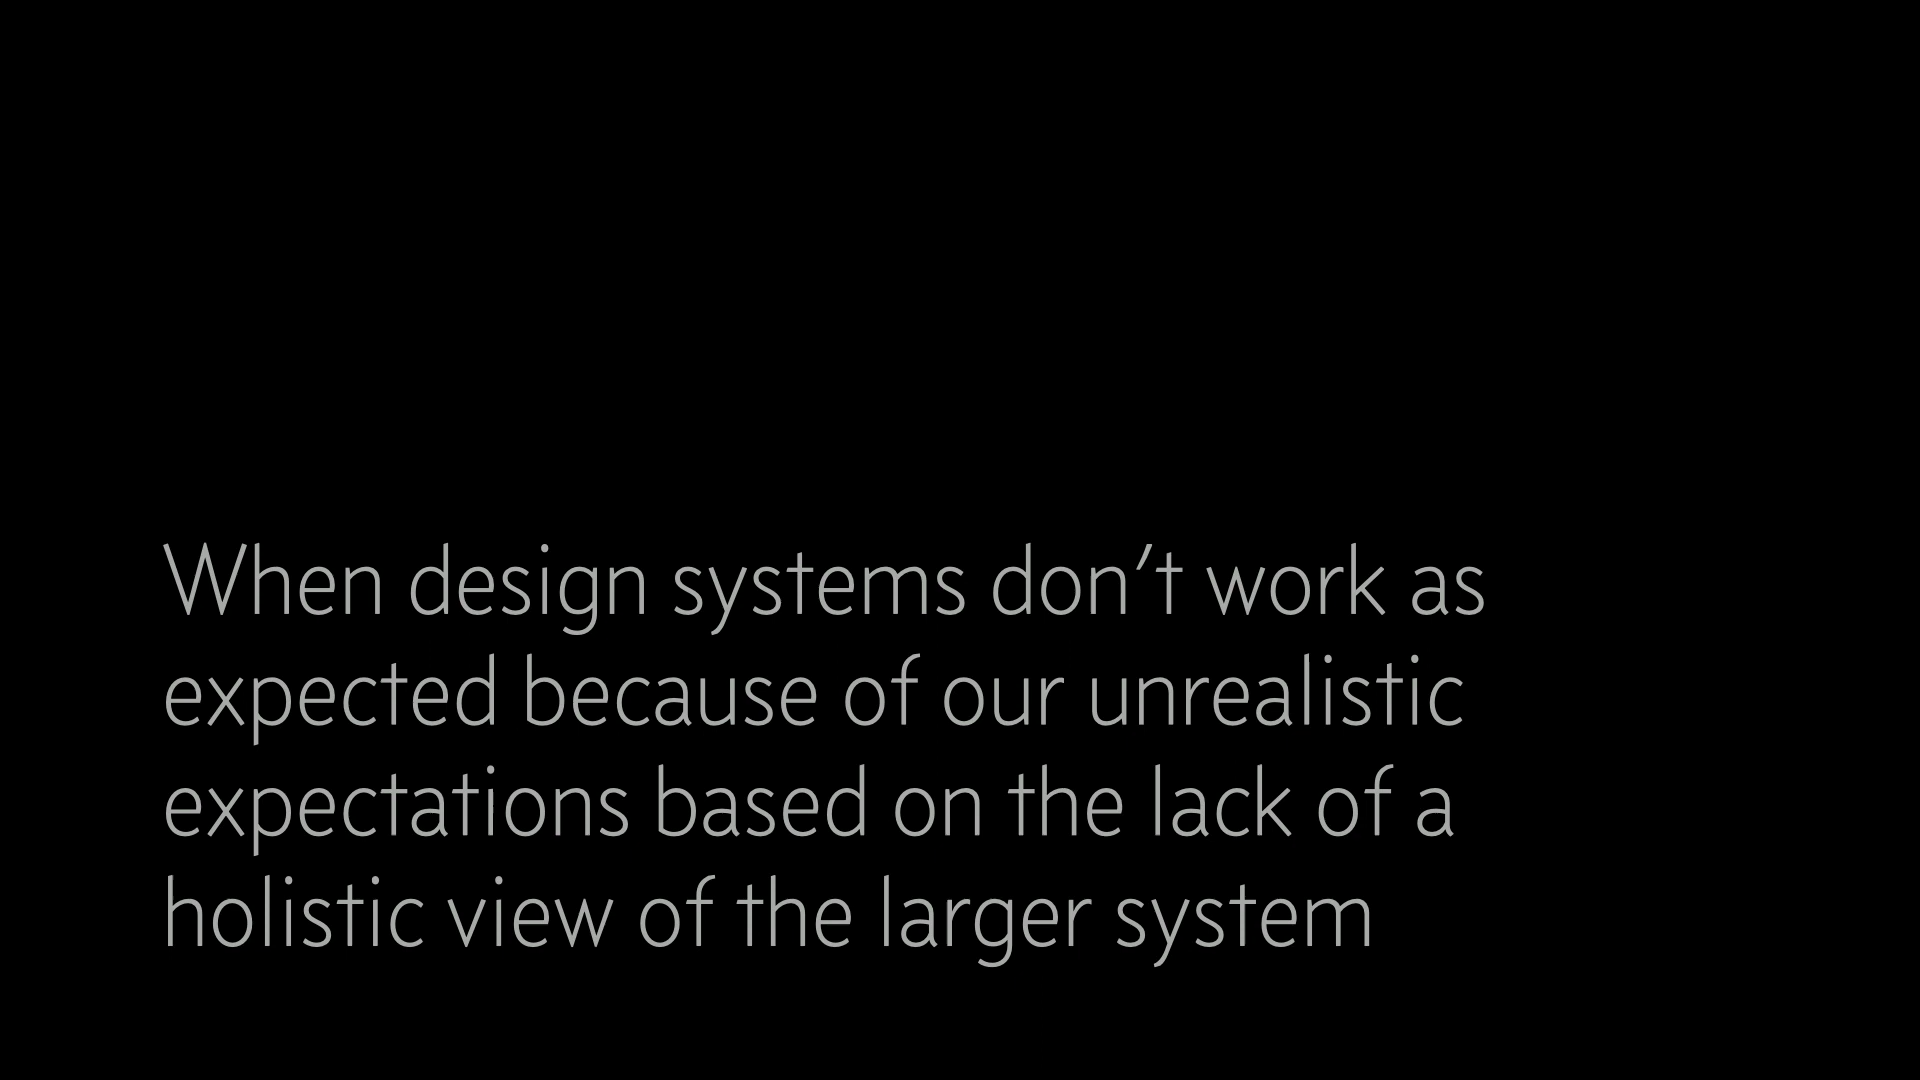 When design systems don’t work as
expected because of our unrealistic
expectations based on the lack of a
holistic view of the larger system